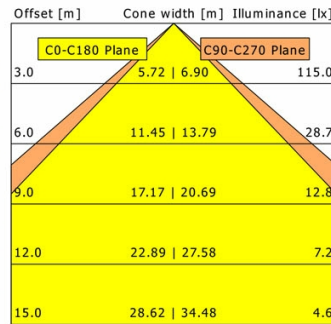 Offset [m] Cone width [m] Illuminance [lx]
C0-C180 Plane C90-C270 Plane
3.0 5.72 | 6.90 115.0
6.0 11.45 | 13.79 28.7
9.0 17.17 | 20.69 12.8
12.0 22.89 | 27.58 7.2
15.0 28.62 | 34.48 4.6